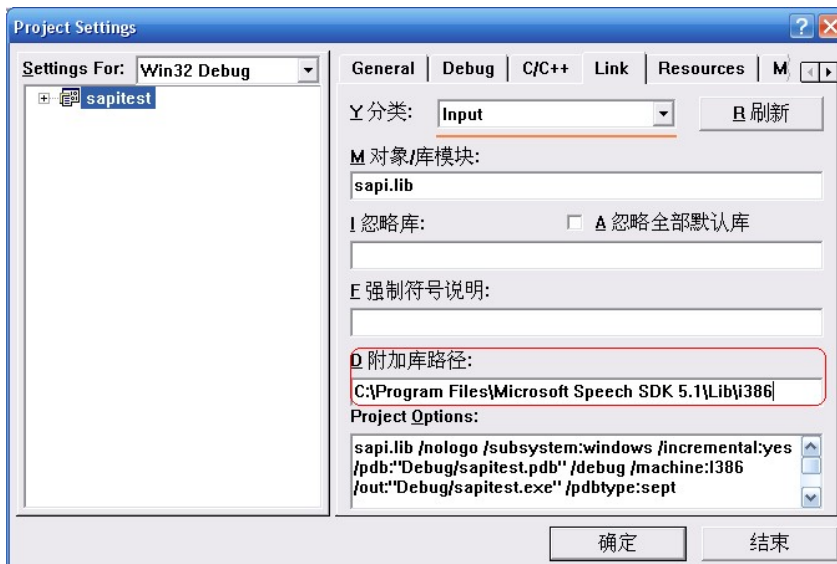 Project Settings
Settings For: Win32 Debug
sapitest
General Debug C/C++ Link Resources M
Y 分类: Input R 刷新
M 对象/库模块:
sapi.lib
I 忽略库: A 忽略全部默认库
F 强制符号说明:
D 附加库路径:
C:\Program Files\Microsoft Speech SDK 5.1\Lib\i386
Project Options:
sapi.lib /nologo /subsystem:windows /incremental:yes
/pdb:"Debug/sapitest.pdb" /debug /machine:I386
/out:"Debug/sapitest.exe" /pdbtype:sept
确定 结束